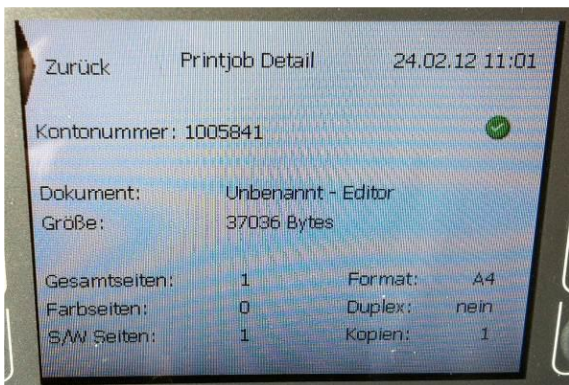 Zurück Printjob Detail 24.02.12 11:01
Kontonummer: 1005841
Dokument: Unbenannt - Editor
Größe: 37036 Bytes
Gesamtseiten: 1 Format: A4
Farbseiten: 0 Duplex: nein
S/W Seiten: 1 Kopien: 1